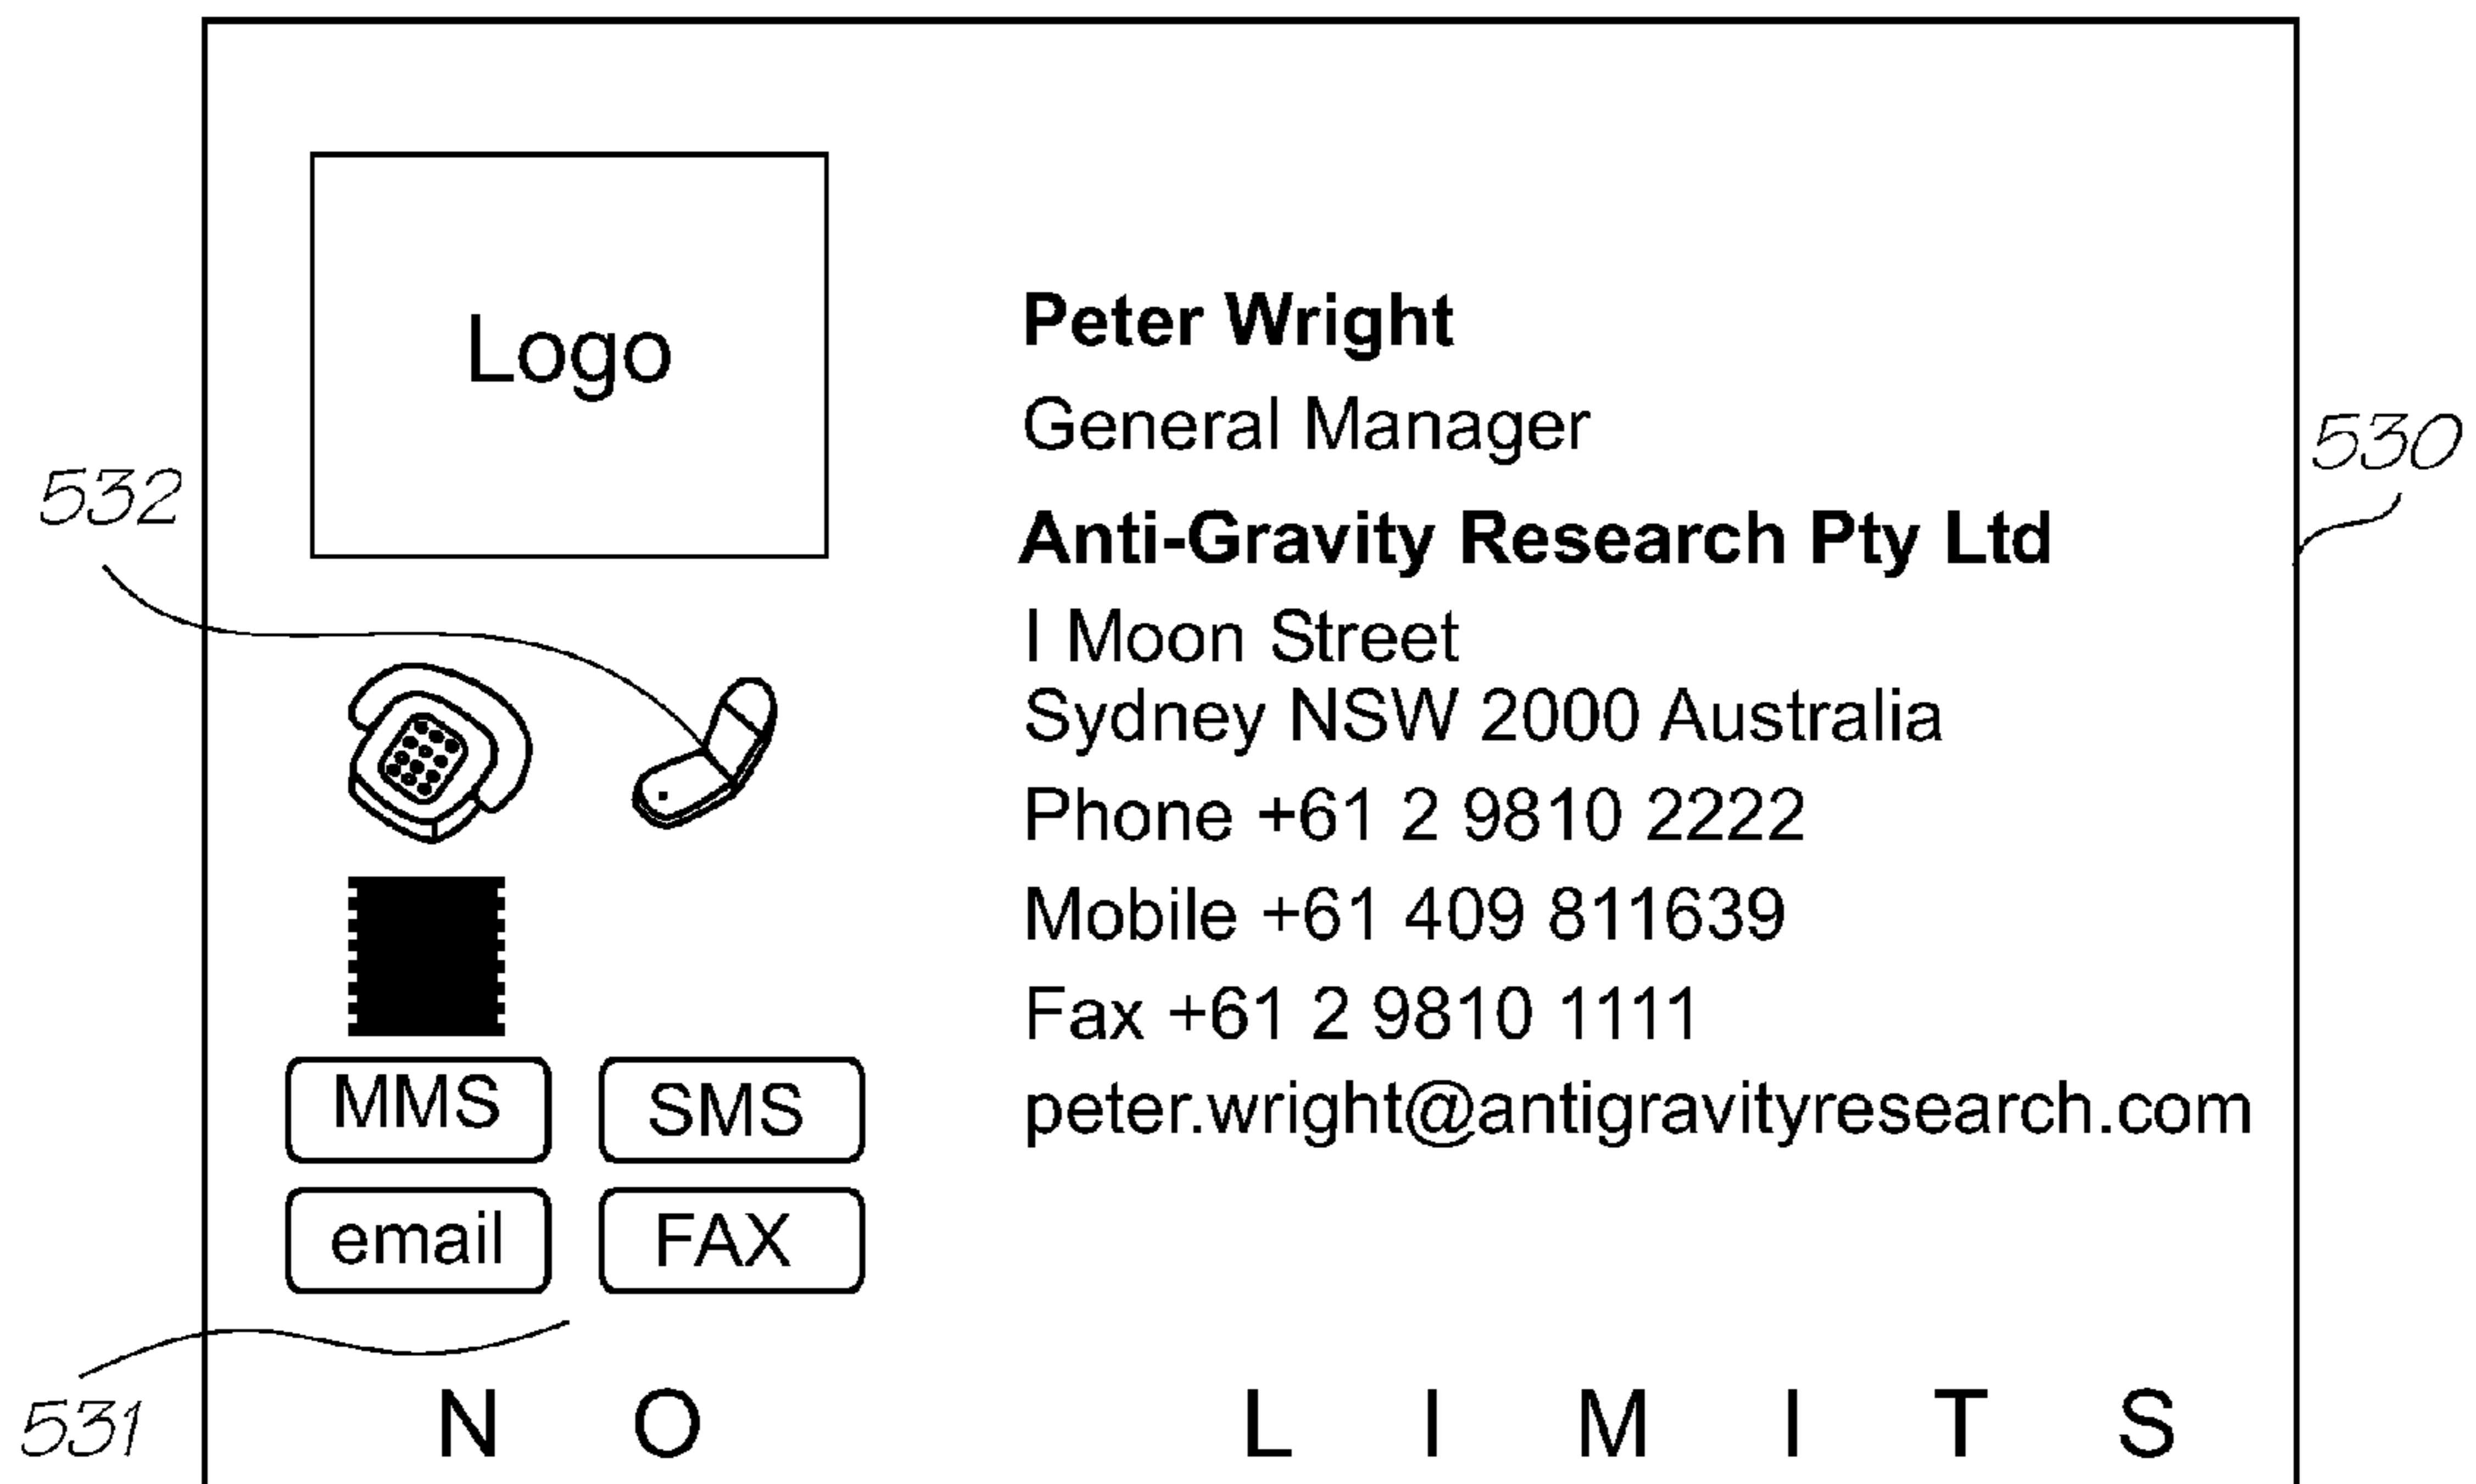 Logo
Peter Wright
General Manager
530
532
Anti-Gravity Research Pty Ltd
I Moon Street
Sydney NSW 2000 Australia
Phone +61 2 9810 2222
Mobile +61 409 811639
Fax +61 2 9810 1111
MMS SMS
peter.wright@antigravityresearch.com
email FAX
531
NO LIMITS